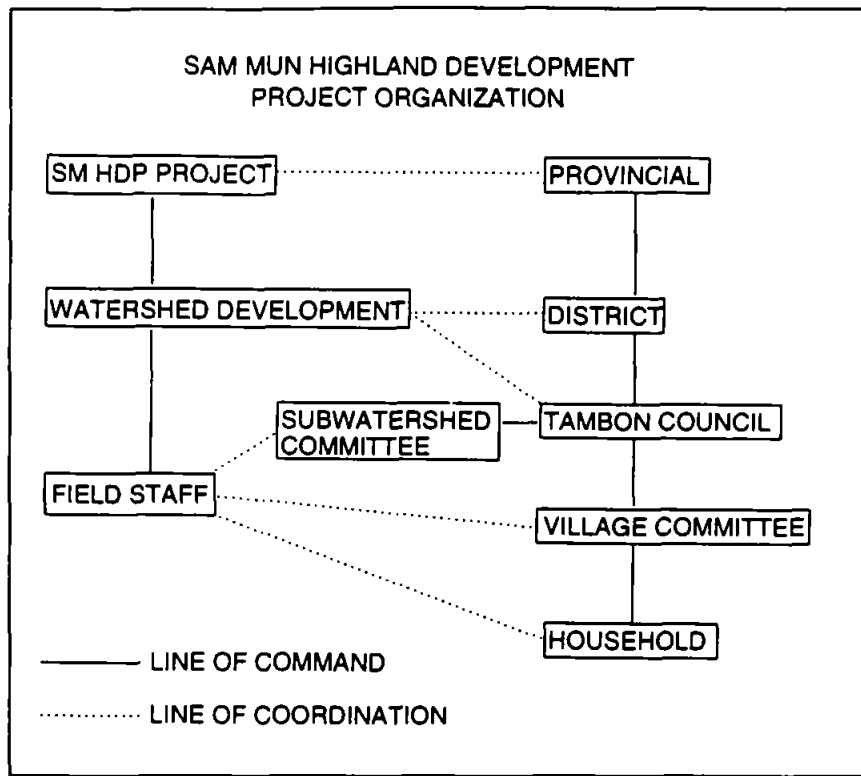 SAM MUN HIGHLAND DEVELOPMENT
PROJECT ORGANIZATION
SM HDP PROJECT
PROVINCIAL
WATERSHED DEVELOPMENT
DISTRICT
SUBWATERSHED
COMMITTEE
TAMBON COUNCIL
FIELD STAFF
VILLAGE COMMITTEE
HOUSEHOLD
LINE OF COMMAND
LINE OF COORDINATION